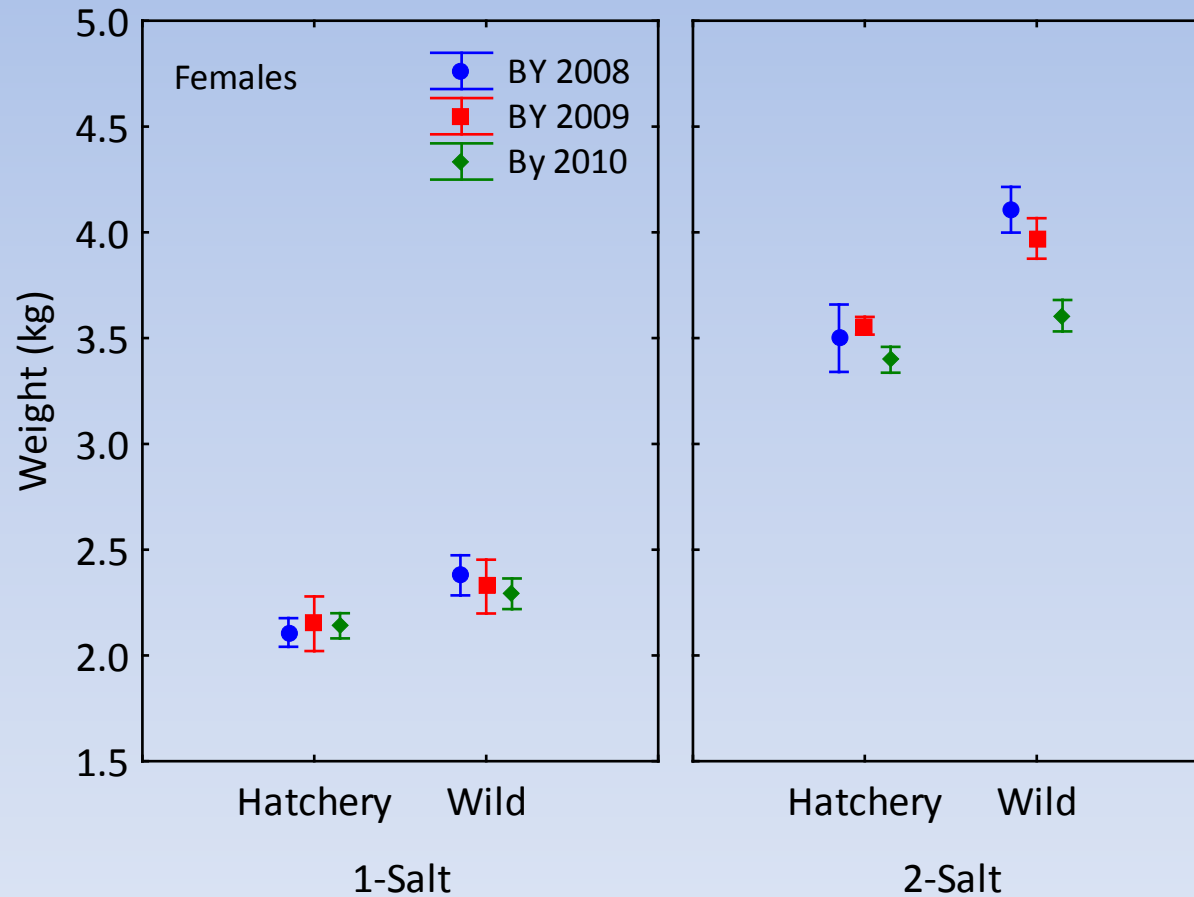 Females
BY 2008
BY 2009
By 2010
Weight (kg)
5.0
4.5
4.0
3.5
3.0
2.5
2.0
1.5
Hatchery Wild Hatchery Wild
1-Salt 2-Salt